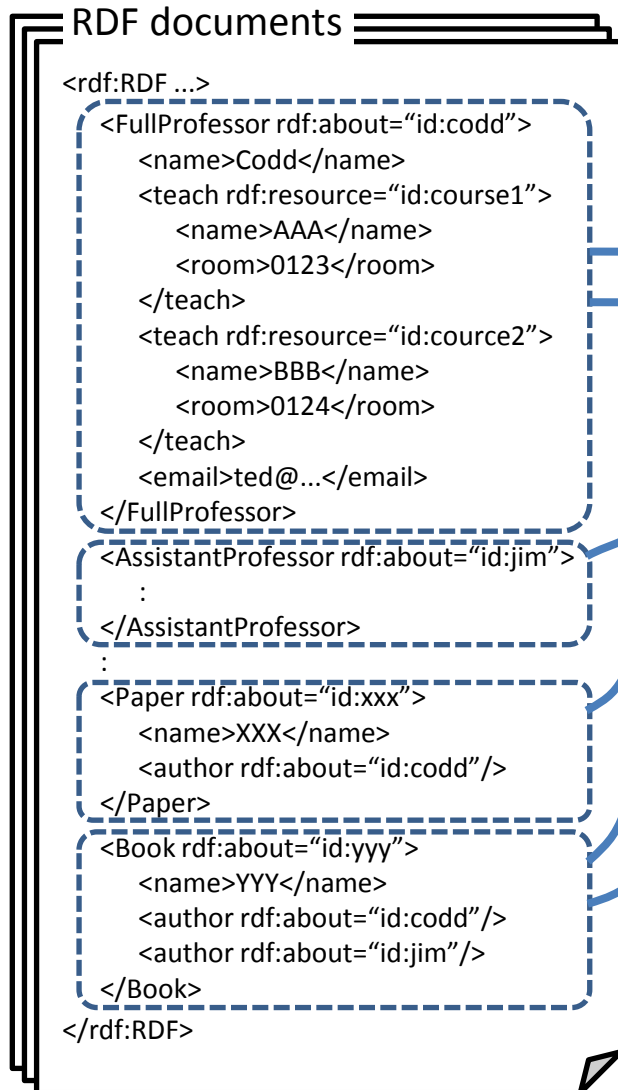 RDF documents
<rdf:RDF ...>
<FullProfessor rdf:about=“id:codd”>
<name>Codd</name>
<teach rdf:resource=“id:course1”>
<name>AAA</name>
<room>0123</room>
</teach>
<teach rdf:resource=“id:cource2”>
<name>BBB</name>
<room>0124</room>
</teach>
<email>ted@...</email>
</FullProfessor>
<AssistantProfessor rdf:about=“id:jim”>
:
</AssistantProfessor>
:
<Paper rdf:about=“id:xxx”>
<name>XXX</name>
<author rdf:about=“id:codd”/>
</Paper>
<Book rdf:about=“id:yyy”>
<name>YYY</name>
<author rdf:about=“id:codd”/>
<author rdf:about=“id:jim”/>
</Book>
</rdf:RDF>